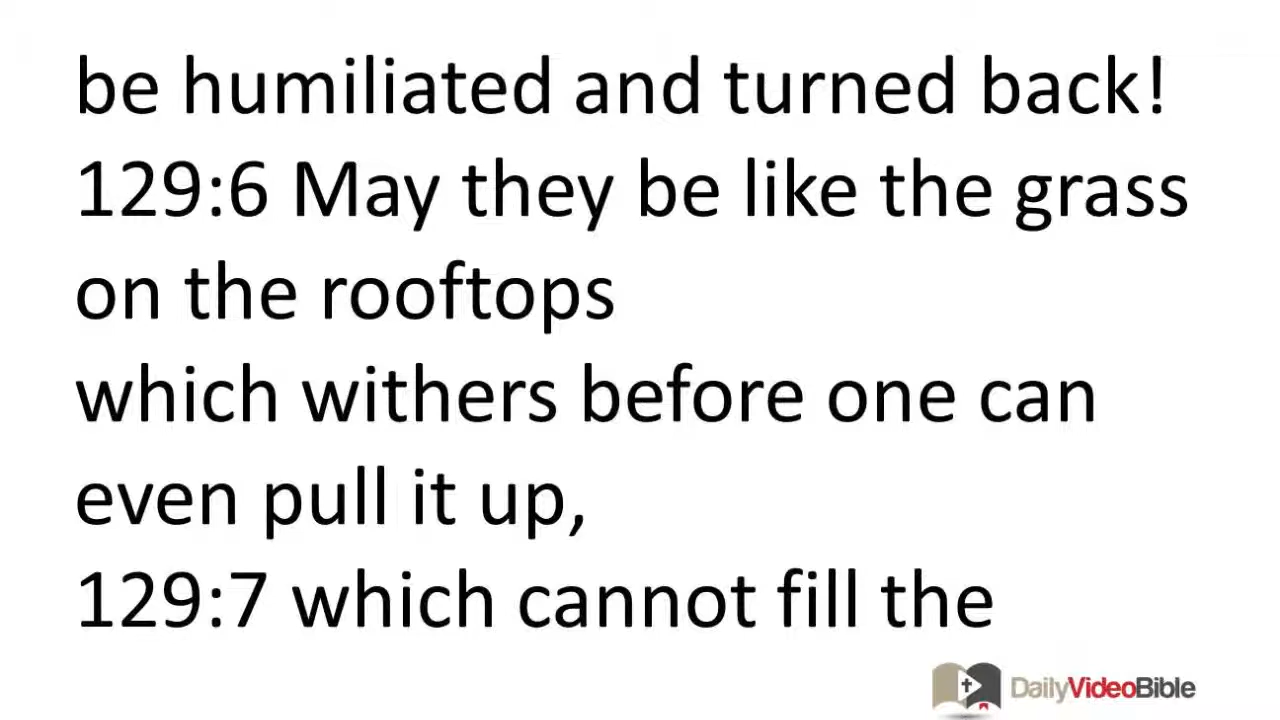 be humiliated and turned back!
129:6 May they be like the grass
on the rooftops
which withers before one can
even pull it up,
129:7 which cannot fill the
DailyVideoBible